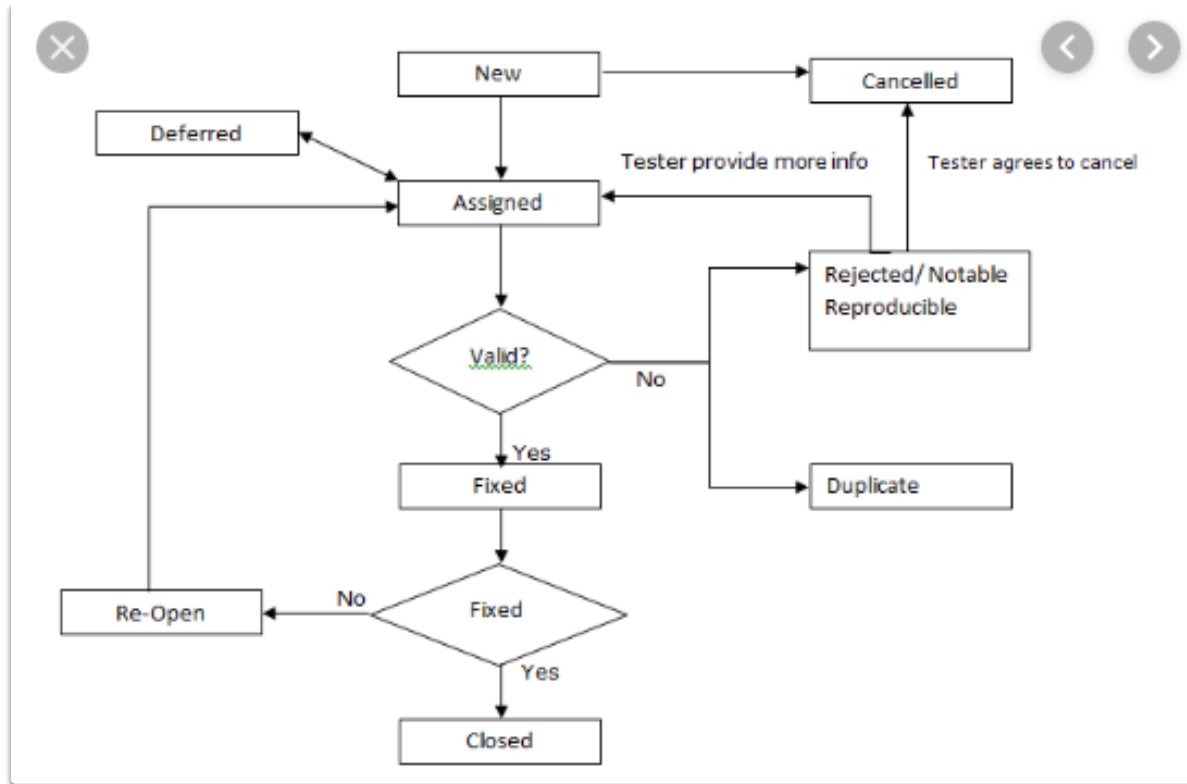 New
Cancelled
Deferred
Tester provide more info
Tester agrees to cancel
Assigned
Rejected/ Notable
Reproducible
Valid?
No
Yes
Fixed
Duplicate
No
Fixed
Re-Open
Yes
Closed